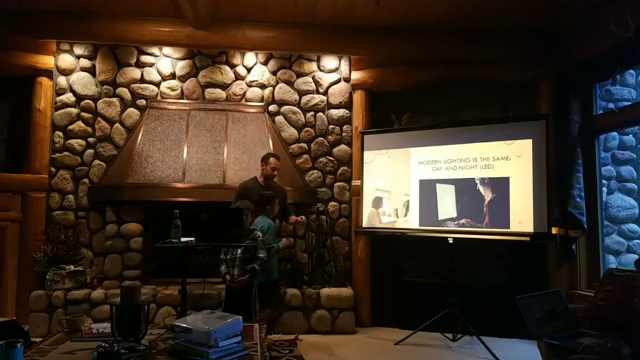 MODERN LIGHTING IS THE SAME:
DAY AND NIGHT (LED)